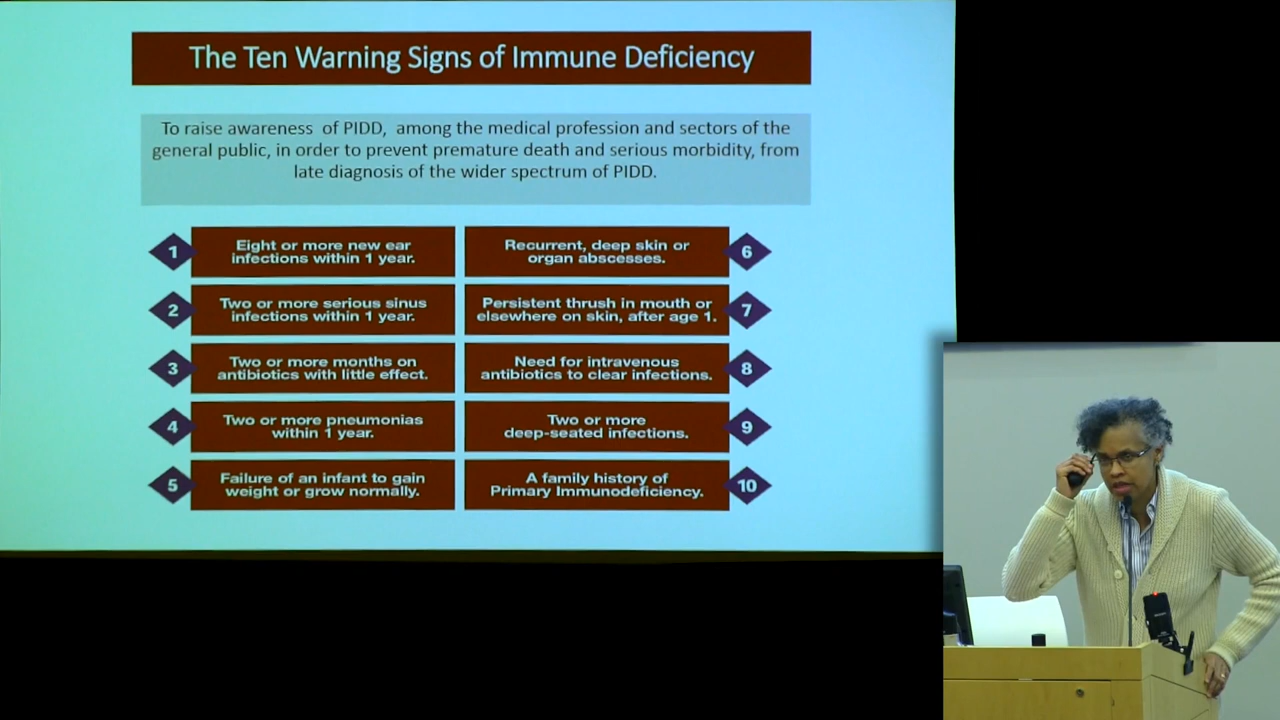 The Ten Warning Signs of Immune Deficiency
To raise awareness of PIDD, among the medical profession and sectors of the
general public, in order to prevent premature death and serious morbidity, from
late diagnosis of the wider spectrum of PIDD.
1
Eight or more new ear
infections within 1 year.
2
Two or more serious sinus
infections within 1 year.
3
Two or more months on
antibiotics with little effect.
4
Two or more pneumonias
within 1 year.
5
Failure of an infant to gain
weight or grow normally.
Recurrent, deep skin or
organ abscesses.
6
Persistent thrush in mouth or
elsewhere on skin, after age 1.
7
Need for intravenous
antibiotics to clear infections.
8
Two or more
deep-seated infections.
9
A family history of
Primary Immunodeficiency.
10